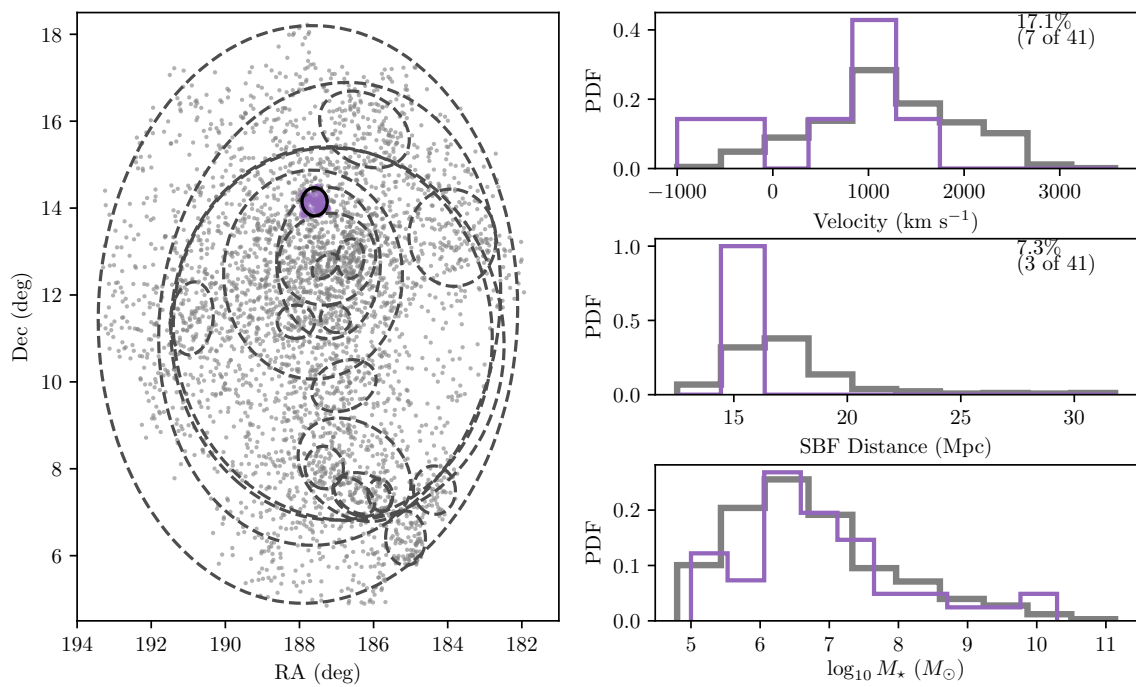 18
16
14
12
10
8
6
Dec (deg)
194 192 190 188 186 184 182
RA (deg)
0.4
0.2
0.0
PDF
17.1%
(7 of 41)
−1000 0 1000 2000 3000
Velocity (km s⁻¹)
1.0
0.5
0.0
PDF
7.3%
(3 of 41)
15 20 25 30
SBF Distance (Mpc)
0.2
0.1
0.0
PDF
5 6 7 8 9 10 11
log₁₀ M⋆ (M⊙)